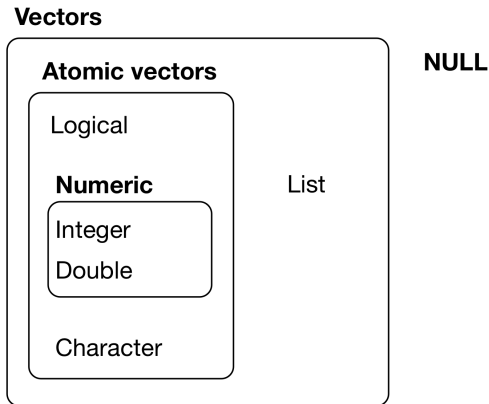 Vectors
NULL
Atomic vectors
Logical
Numeric
List
Integer
Double
Character